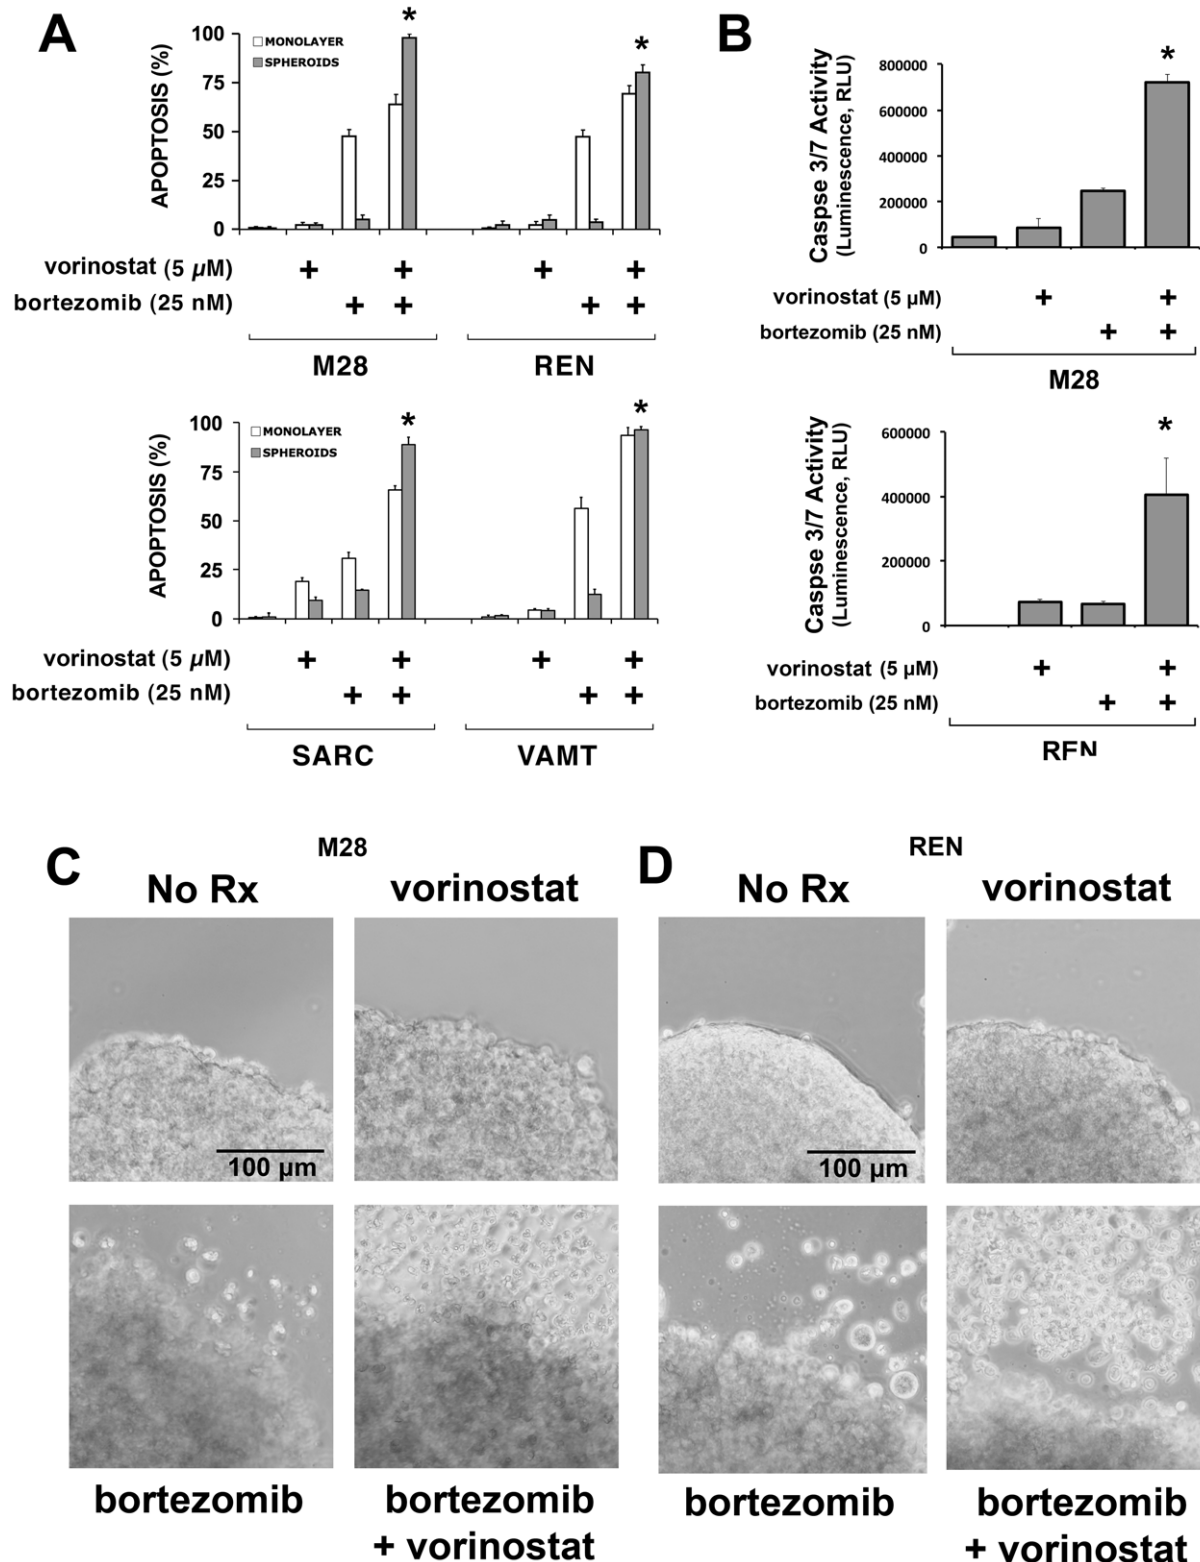 A
*
*
100
75
50
25
0
APOPTOSIS (%)
MONOLAYER
SPHEROIDS
vorinostat (5 µM) + + + +
bortezomib (25 nM) + + + +
M28 REN
*
*
100
75
50
25
0
APOPTOSIS (%)
MONOLAYER
SPHEROIDS
vorinostat (5 µM) + + + +
bortezomib (25 nM) + + + +
SARC VAMT
B
*
800000
600000
400000
200000
0
Caspse 3/7 Activity
(Luminescence, RLU)
vorinostat (5 µM) + +
bortezomib (25 nM) + +
M28
*
600000
400000
200000
0
Caspse 3/7 Activity
(Luminescence, RLU)
vorinostat (5 µM) + +
bortezomib (25 nM) + +
REN
C
M28
No Rx vorinostat
100 µm
bortezomib bortezomib
+ vorinostat
D
REN
No Rx vorinostat
100 µm
bortezomib bortezomib
+ vorinostat